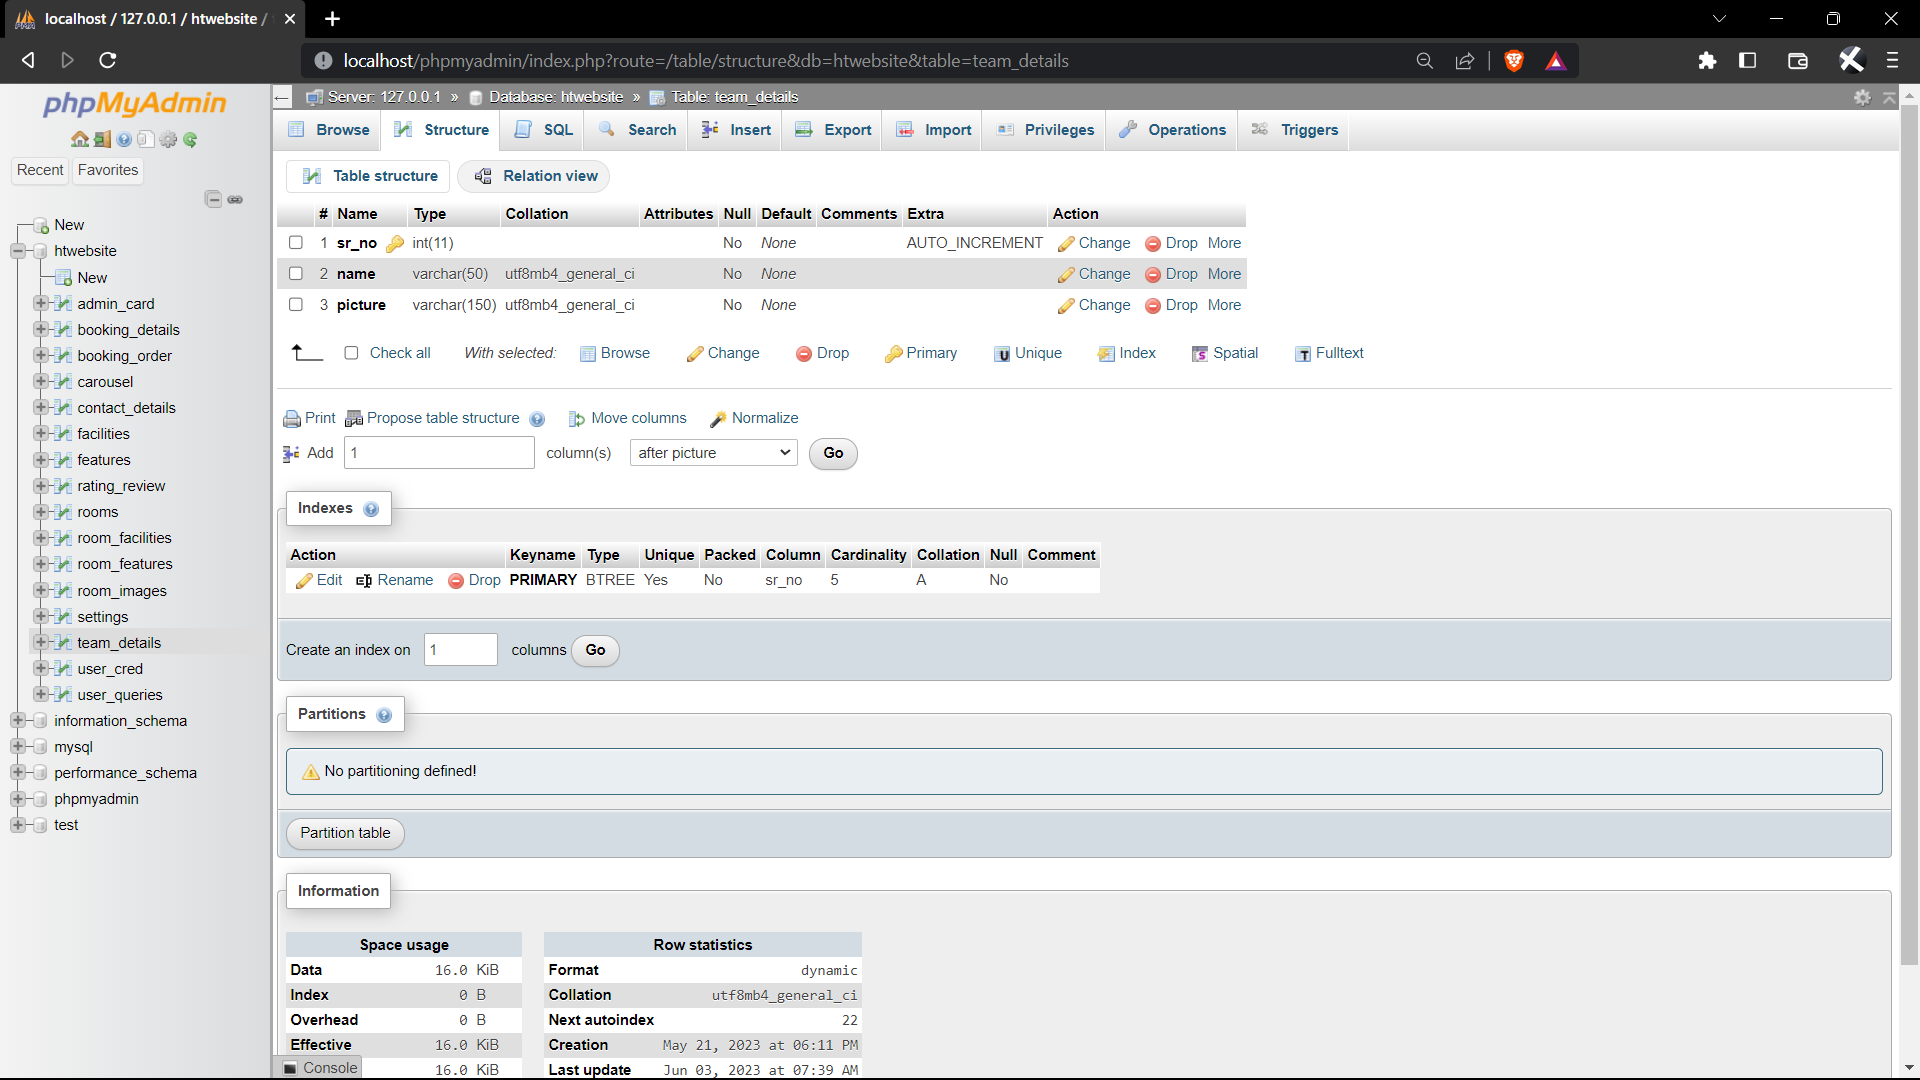 localhost / 127.0.0.1 / htwebsite /
localhost/phpmyadmin/index.php?route=/table/structure&db=htwebsite&table=team_details
phpMyAdmin
Recent Favorites
New
htwebsite
New
admin_card
booking_details
booking_order
carousel
contact_details
facilities
features
rating_review
rooms
room_facilities
room_features
room_images
settings
team_details
user_cred
user_queries
information_schema
mysql
performance_schema
phpmyadmin
test
Server: 127.0.0.1 » Database: htwebsite » Table: team_details
Browse Structure SQL Search Insert Export Import Privileges Operations Triggers
Table structure Relation view
# Name Type Collation Attributes Null Default Comments Extra Action
1 sr_no int(11) No None AUTO_INCREMENT Change Drop More
2 name varchar(50) utf8mb4_general_ci No None Change Drop More
3 picture varchar(150) utf8mb4_general_ci No None Change Drop More
Check all With selected: Browse Change Drop Primary Unique Index Spatial Fulltext
Print Propose table structure Move columns Normalize
Add 1 column(s) after picture Go
Indexes
Action Keyname Type Unique Packed Column Cardinality Collation Null Comment
Edit Rename Drop PRIMARY BTREE Yes No sr_no 5 A No
Create an index on 1 columns Go
Partitions
No partitioning defined!
Partition table
Information
Space usage
Data 16.0 KiB
Index 0 B
Overhead 0 B
Effective 16.0 KiB
16.0 KiB
Row statistics
Format dynamic
Collation utf8mb4_general_ci
Next autoindex 22
Creation May 21, 2023 at 06:11 PM
Last update Jun 03, 2023 at 07:39 AM
Console